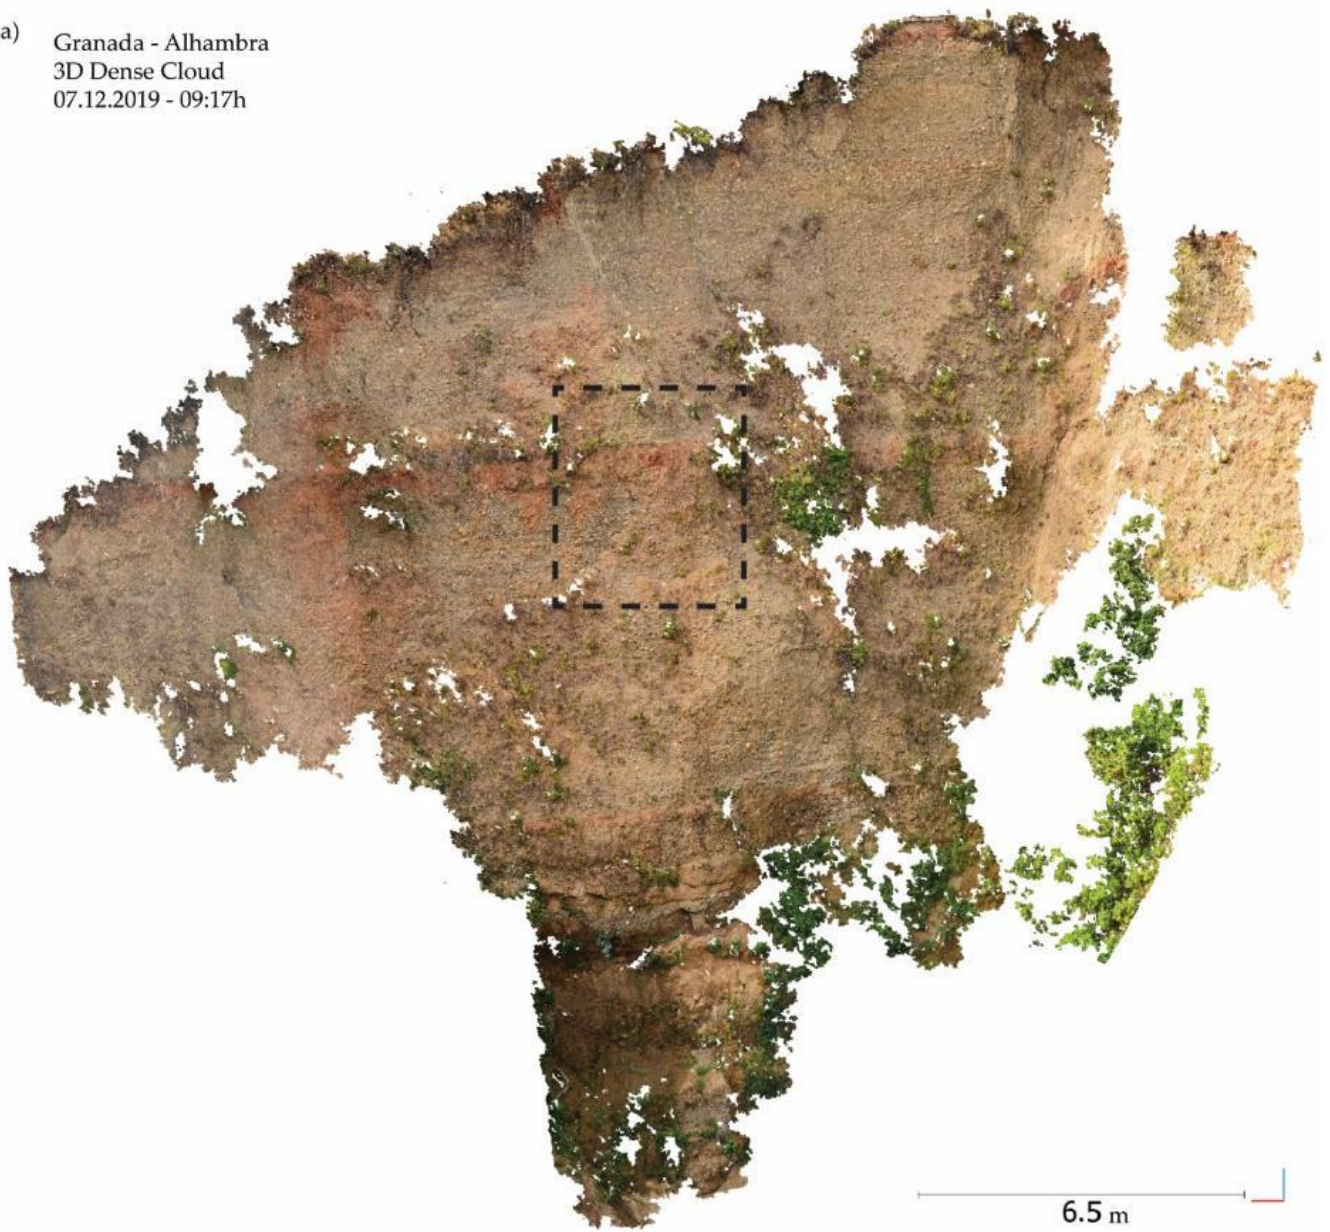 a)
Granada - Alhambra
3D Dense Cloud
07.12.2019 - 09:17h
6.5 m